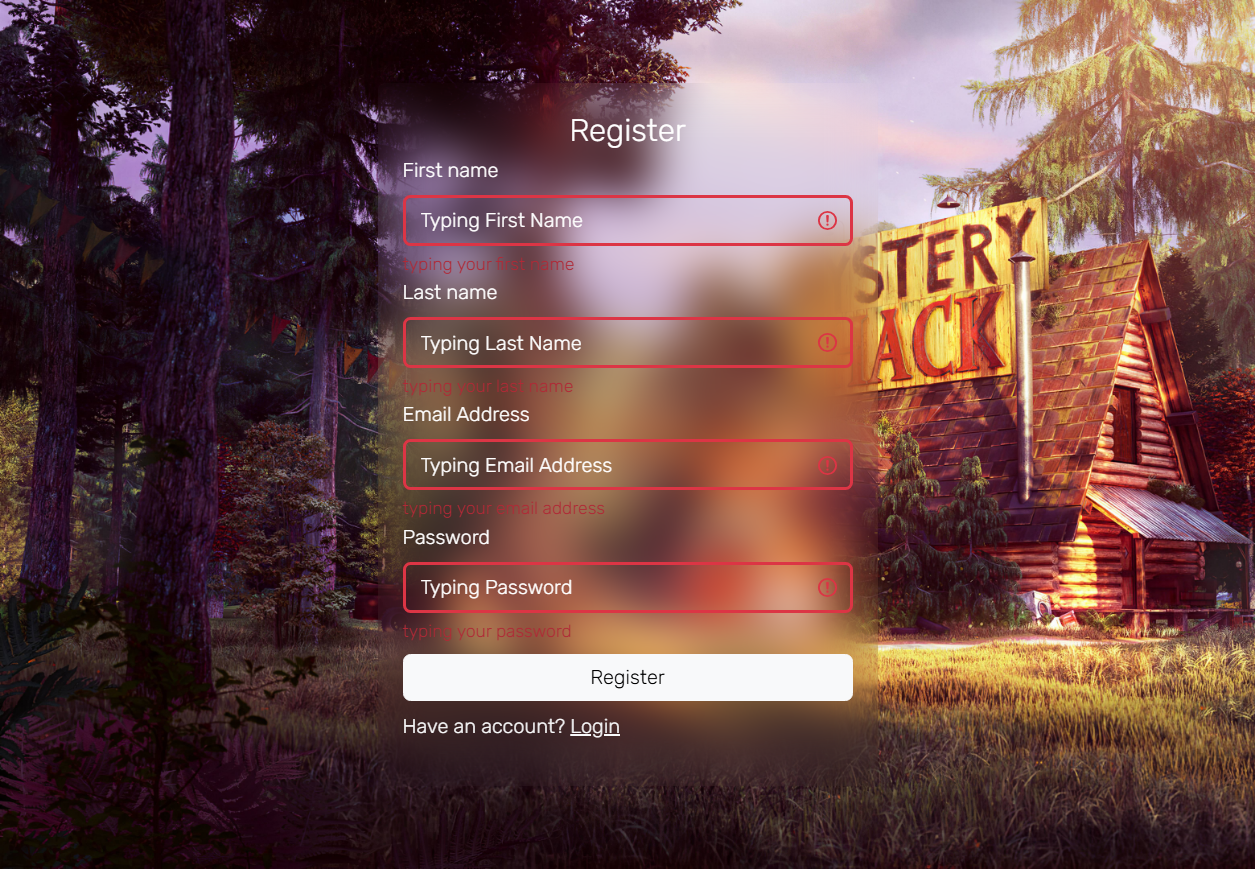 Register
First name
Typing First Name
typing your first name
Last name
Typing Last Name
typing your last name
Email Address
Typing Email Address
typing your email address
Password
Typing Password
typing your password
Register
Have an account? Login
STERY
ACK